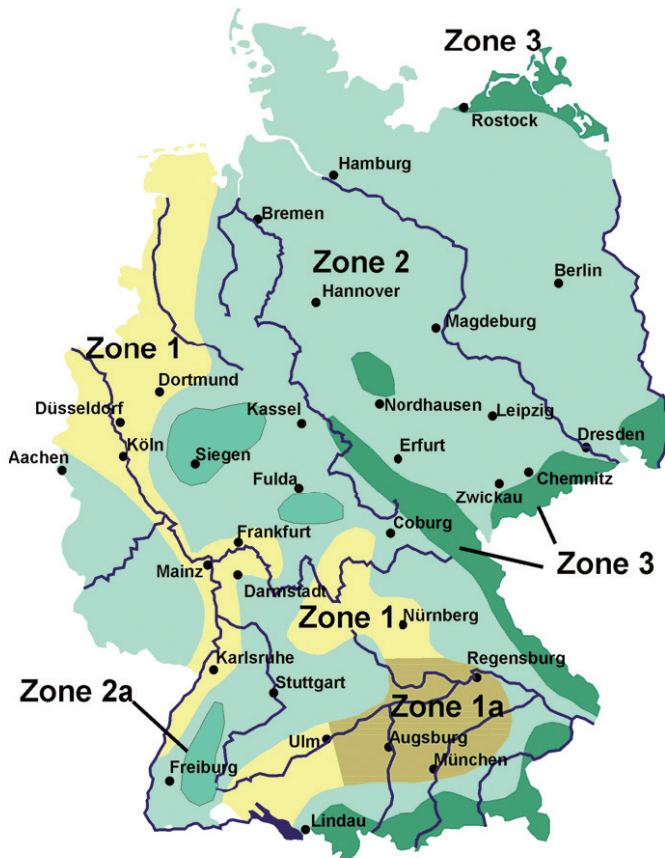 Zone 3
Rostock
Hamburg
Bremen
Zone 2
Berlin
Hannover
Magdeburg
Zone 1
Dortmund
Düsseldorf
Kassel
Nordhausen
Leipzig
Köln
Siegen
Erfurt
Dresden
Aachen
Fulda
Zwickau
Chemnitz
Frankfurt
Coburg
Zone 3
Mainz
Darmstadt
Zone 1
Nürnberg
Karlsruhe
Regensburg
Zone 2a
Stuttgart
Zone 1a
Ulm
Augsburg
Freiburg
München
Lindau